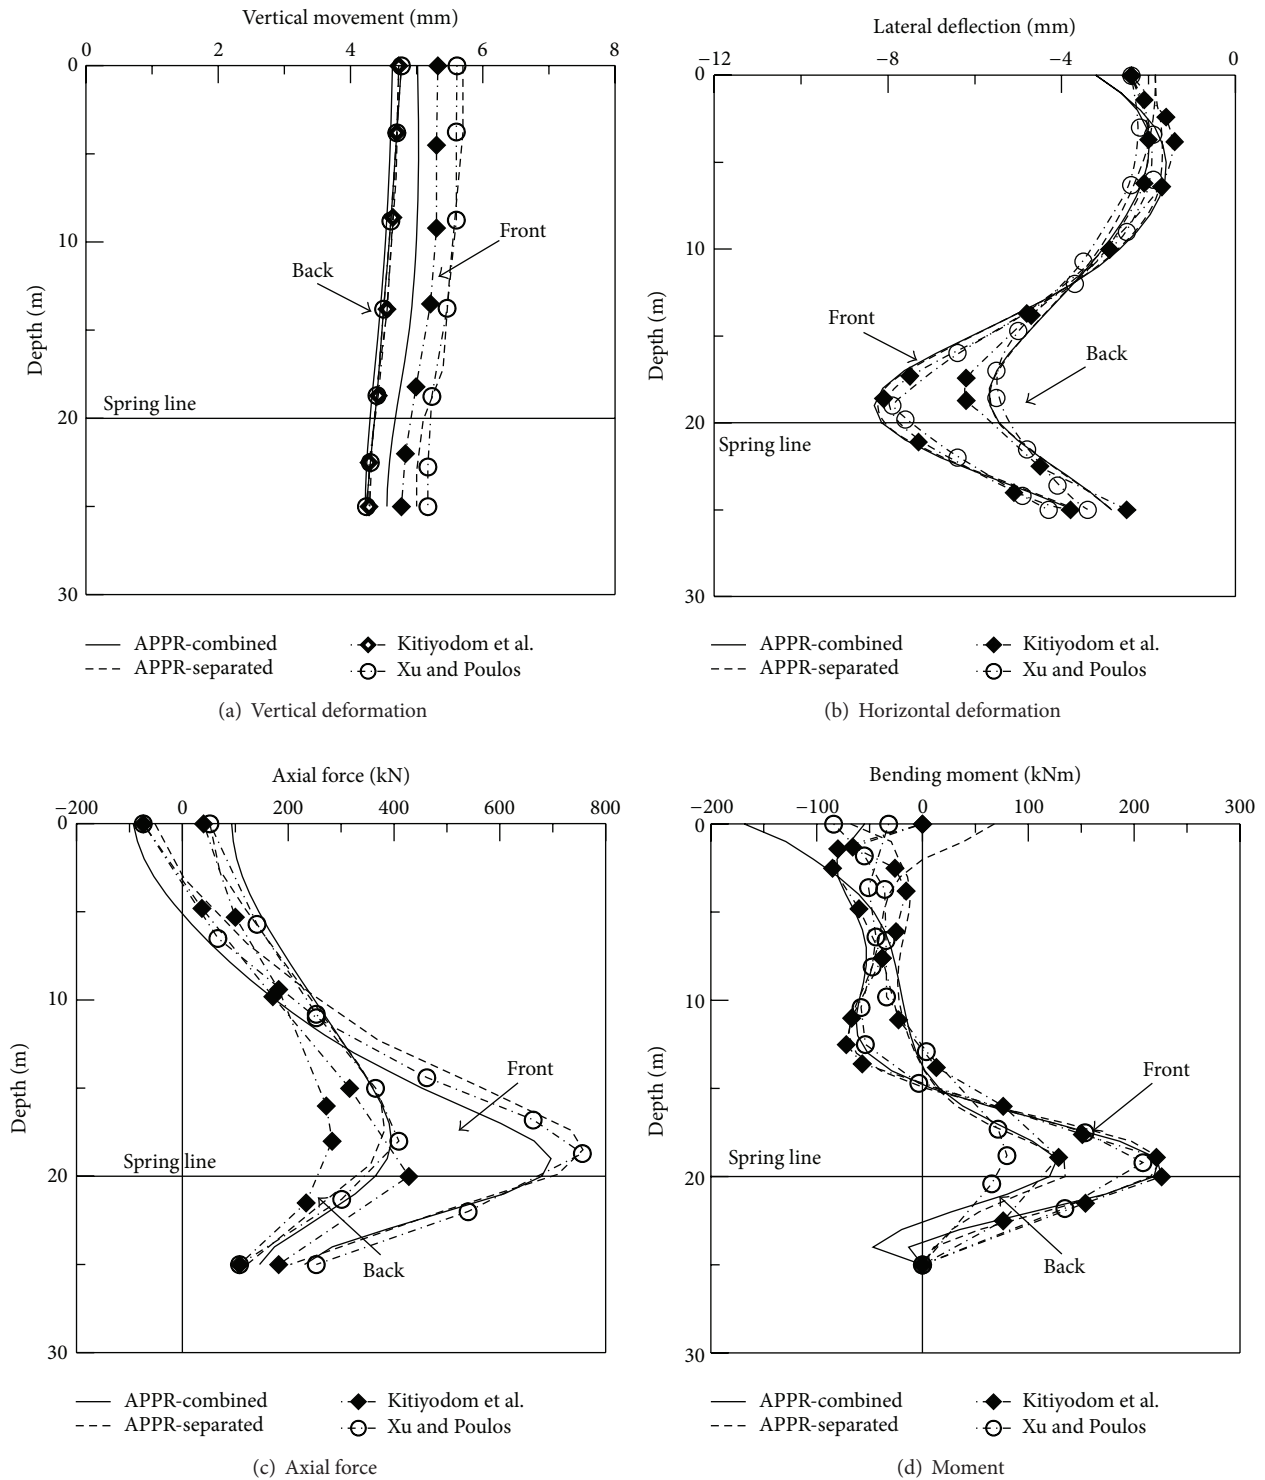 Vertical movement (mm)
0 2 4 6 8
0
10
20
30
Depth (m)
Front
Back
Spring line
APPR-combined
APPR-separated
Kitiyodom et al.
Xu and Poulos
(a) Vertical deformation
Lateral deflection (mm)
−12 −8 −4 0
0
10
20
30
Depth (m)
Front
Back
Spring line
APPR-combined
APPR-separated
Kitiyodom et al.
Xu and Poulos
(b) Horizontal deformation
Axial force (kN)
−200 0 200 400 600 800
0
10
20
30
Depth (m)
Front
Spring line
Back
APPR-combined
APPR-separated
Kitiyodom et al.
Xu and Poulos
(c) Axial force
Bending moment (kNm)
−200 −100 0 100 200 300
0
10
20
30
Depth (m)
Front
Spring line
Back
APPR-combined
APPR-separated
Kitiyodom et al.
Xu and Poulos
(d) Moment